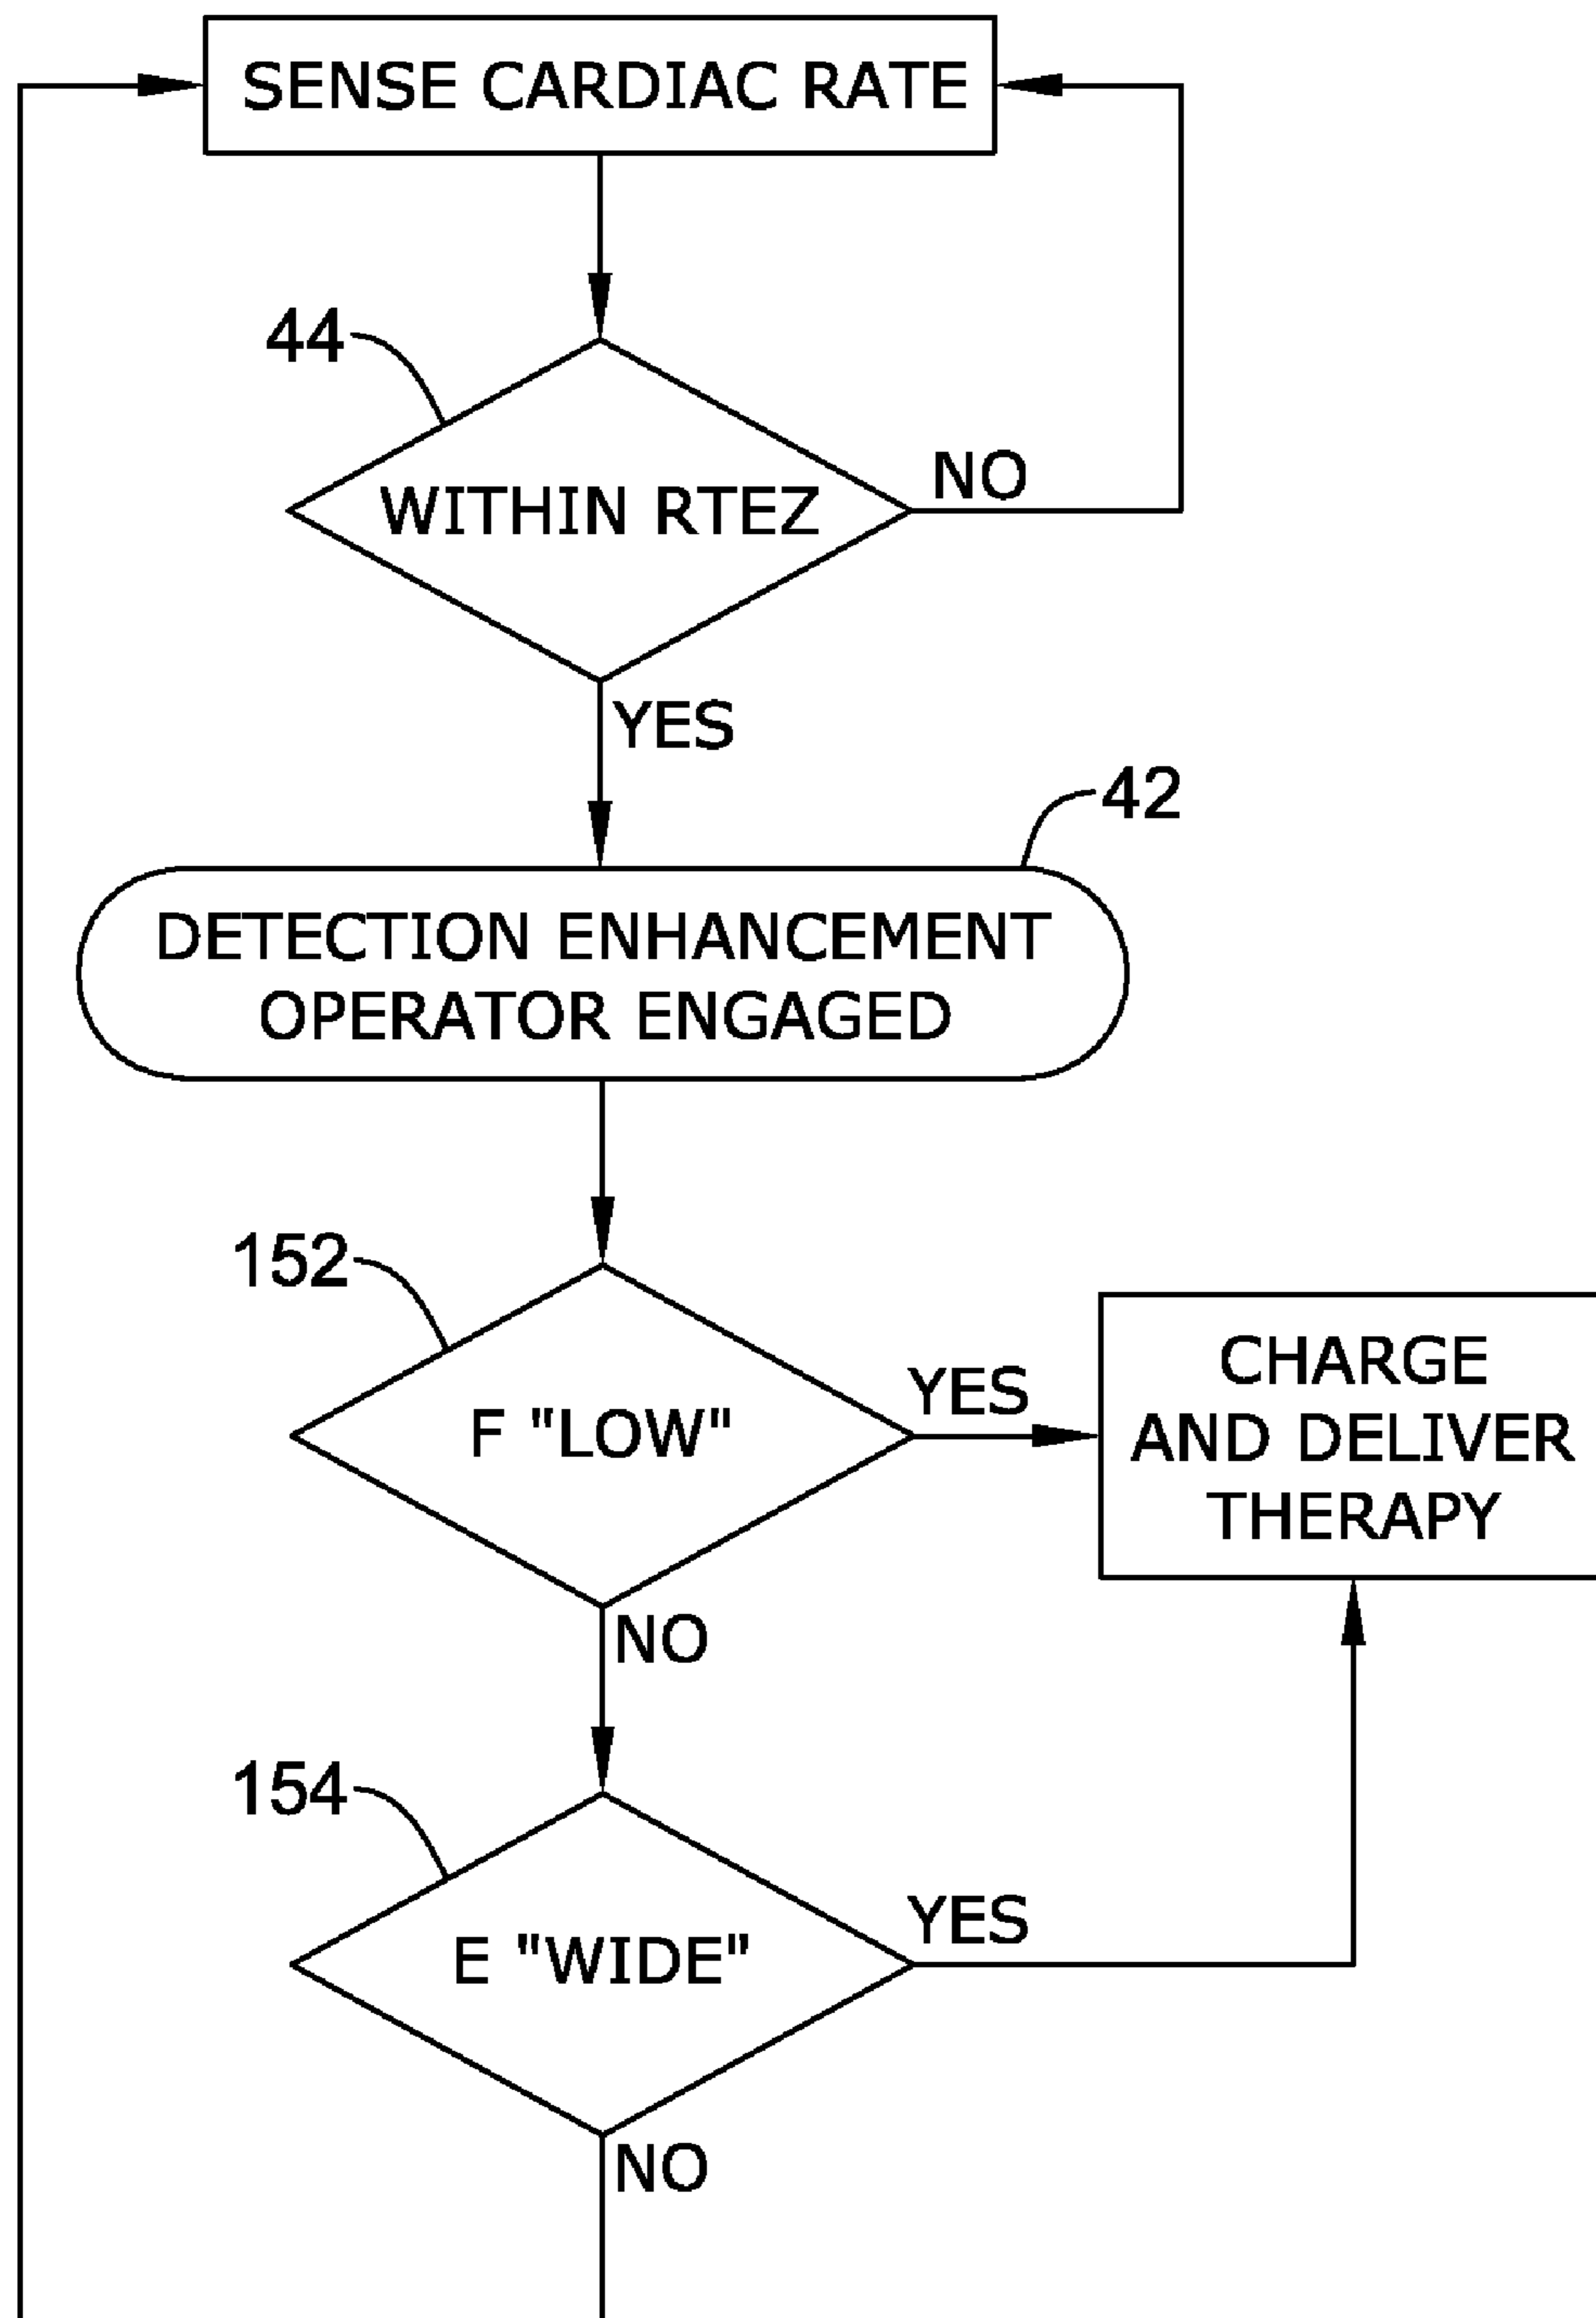 SENSE CARDIAC RATE
44
WITHIN RTEZ
NO
YES
42
DETECTION ENHANCEMENT
OPERATOR ENGAGED
152
F "LOW"
YES
CHARGE
AND DELIVER
THERAPY
NO
154
E "WIDE"
YES
NO